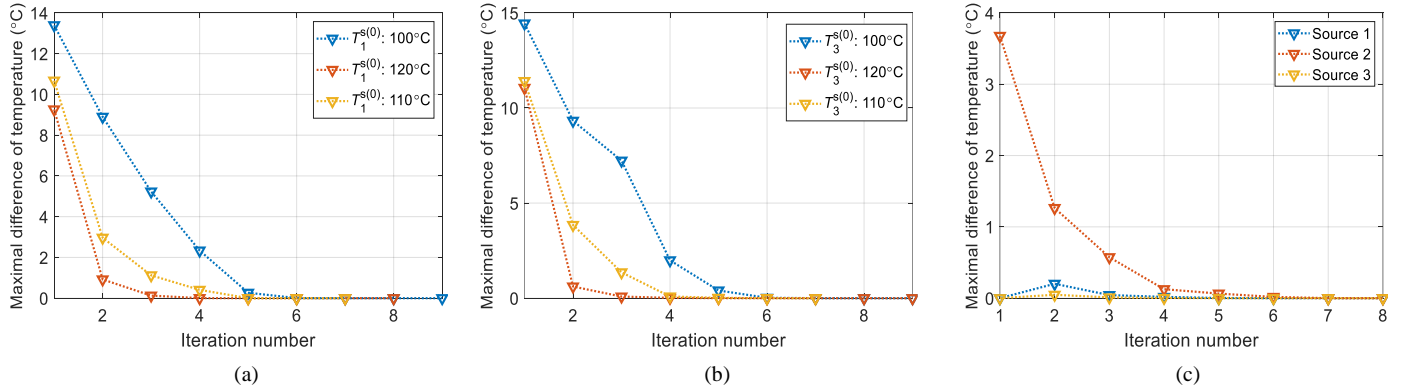 Maximal difference of temperature (°C)
14
12
10
8
6
4
2
0
2
4
6
8
Iteration number
T₁ˢ⁽⁰⁾: 100°C
T₁ˢ⁽⁰⁾: 120°C
T₁ˢ⁽⁰⁾: 110°C
(a)
Maximal difference of temperature (°C)
15
10
5
0
2
4
6
8
Iteration number
T₃ˢ⁽⁰⁾: 100°C
T₃ˢ⁽⁰⁾: 120°C
T₃ˢ⁽⁰⁾: 110°C
(b)
Maximal difference of temperature (°C)
4
3
2
1
0
1
2
3
4
5
6
7
8
Iteration number
Source 1
Source 2
Source 3
(c)